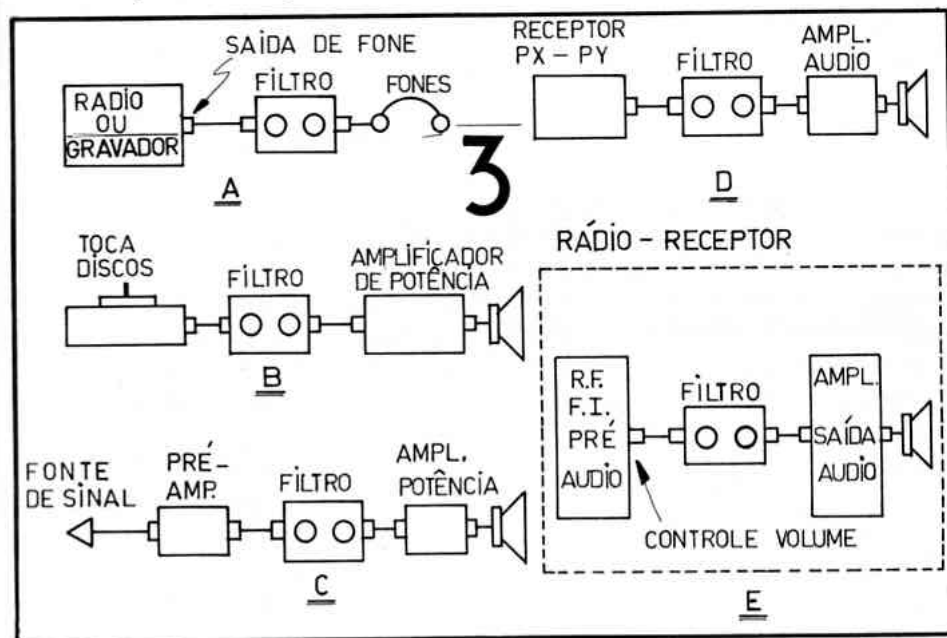 SAÍDA DE FONE
RADIO
OU
GRAVADOR
FILTRO
FONES
A
RECEPTOR
PX - PY
FILTRO
AMPL.
AUDIO
D
3
TOCA
DISCOS
FILTRO
AMPLIFICADOR
DE POTÊNCIA
B
FONTE
DE SINAL
PRÉ-
AMP.
FILTRO
AMPL.
POTÊNCIA
C
RÁDIO - RECEPTOR
R.F.
F.I.
PRÉ
AUDIO
FILTRO
AMPL.
SAÍDA
AUDIO
CONTROLE VOLUME
E